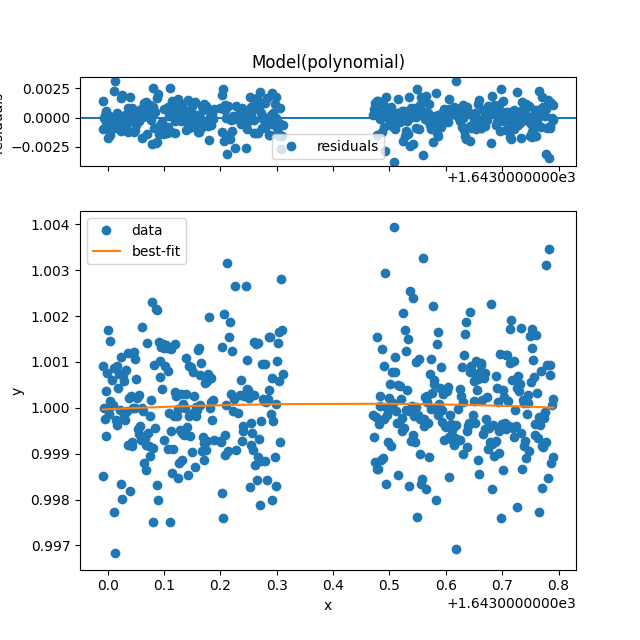 Model(polynomial)
residuals
0.0025
0.0000
−0.0025
residuals
+1.6430000000e3
1.004
1.003
1.002
1.001
1.000
0.999
0.998
0.997
y
data
best-fit
0.0 0.1 0.2 0.3 0.4 0.5 0.6 0.7 0.8
x
+1.6430000000e3